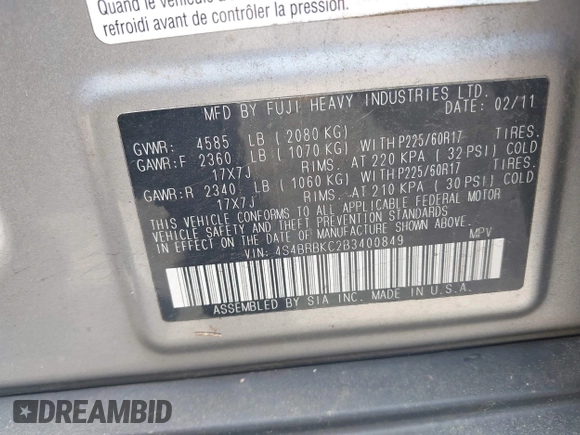 Quand le véhicule
refroidi avant de contrôler la pression.
MFD BY FUJI HEAVY INDUSTRIES LTD.
DATE: 02/11
GVWR: 4585 LB ( 2080 KG)
GAWR:F 2360 LB ( 1070 KG) WITH P225/60R17 TIRES.
17X7J RIMS. AT 220 KPA ( 32 PSI) COLD
GAWR:R 2340 LB ( 1060 KG) WITH P225/60R17 TIRES.
17X7J RIMS. AT 210 KPA ( 30 PSI) COLD
THIS VEHICLE CONFORMS TO ALL APPLICABLE FEDERAL MOTOR
VEHICLE SAFETY AND THEFT PREVENTION STANDARDS
IN EFFECT ON THE DATE OF MANUFACTURE SHOWN ABOVE.
VIN: 4S4BRBKC2B3400849 MPV
ASSEMBLED BY SIA INC. MADE IN U.S.A.
DREAMBID